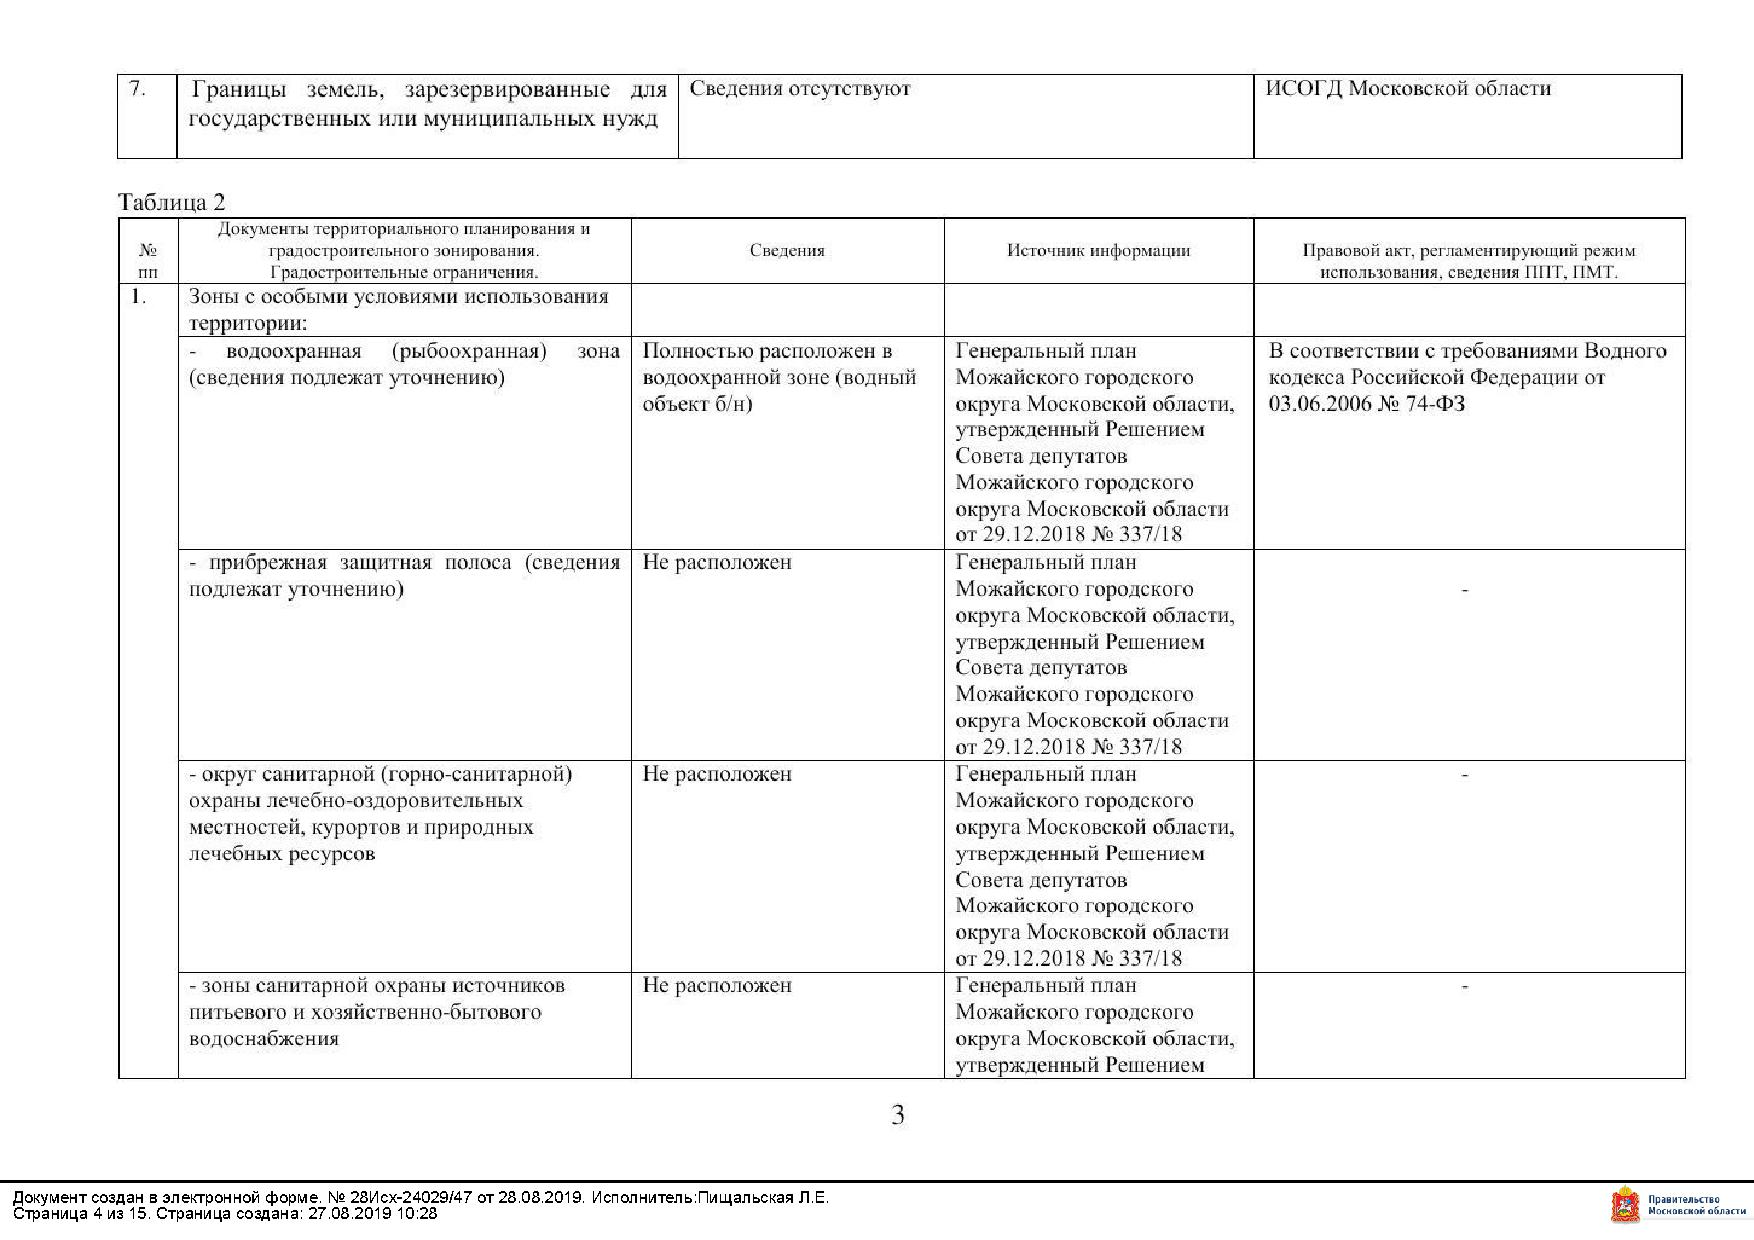 7.
Границы земель, зарезервированные для
государственных или муниципальных нужд
Сведения отсутствуют
ИСОГД Московской области
Таблица 2
№
пп
Документы территориального планирования и
градостроительного зонирования.
Градостроительные ограничения.
Сведения
Источник информации
Правовой акт, регламентирующий режим
использования, сведения ППТ, ПМТ.
1.
Зоны с особыми условиями использования
территории:
- водоохранная (рыбоохранная) зона
(сведения подлежат уточнению)
Полностью расположен в
водоохранной зоне (водный
объект б/н)
Генеральный план
Можайского городского
округа Московской области,
утвержденный Решением
Совета депутатов
Можайского городского
округа Московской области
от 29.12.2018 № 337/18
В соответствии с требованиями Водного
кодекса Российской Федерации от
03.06.2006 № 74-ФЗ
- прибрежная защитная полоса (сведения
подлежат уточнению)
Не расположен
Генеральный план
Можайского городского
округа Московской области,
утвержденный Решением
Совета депутатов
Можайского городского
округа Московской области
от 29.12.2018 № 337/18
-
- округ санитарной (горно-санитарной)
охраны лечебно-оздоровительных
местностей, курортов и природных
лечебных ресурсов
Не расположен
Генеральный план
Можайского городского
округа Московской области,
утвержденный Решением
Совета депутатов
Можайского городского
округа Московской области
от 29.12.2018 № 337/18
-
- зоны санитарной охраны источников
питьевого и хозяйственно-бытового
водоснабжения
Не расположен
Генеральный план
Можайского городского
округа Московской области,
утвержденный Решением
-
3
Документ создан в электронной форме. № 28Исх-24029/47 от 28.08.2019. Исполнитель:Пищальская Л.Е.
Страница 4 из 15. Страница создана: 27.08.2019 10:28
Правительство
Московской области